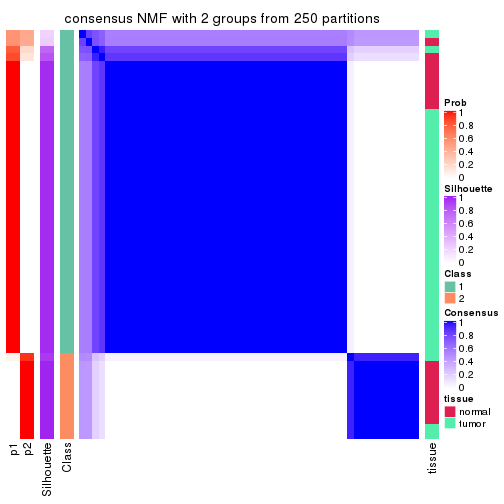 consensus NMF with 2 groups from 250 partitions
Prob
1
0.8
0.6
0.4
0.2
0
Silhouette
1
0.8
0.6
0.4
0.2
0
Class
1
2
Consensus
1
0.8
0.6
0.4
0.2
0
tissue
normal
tumor
p1
p2
Silhouette
Class
tissue